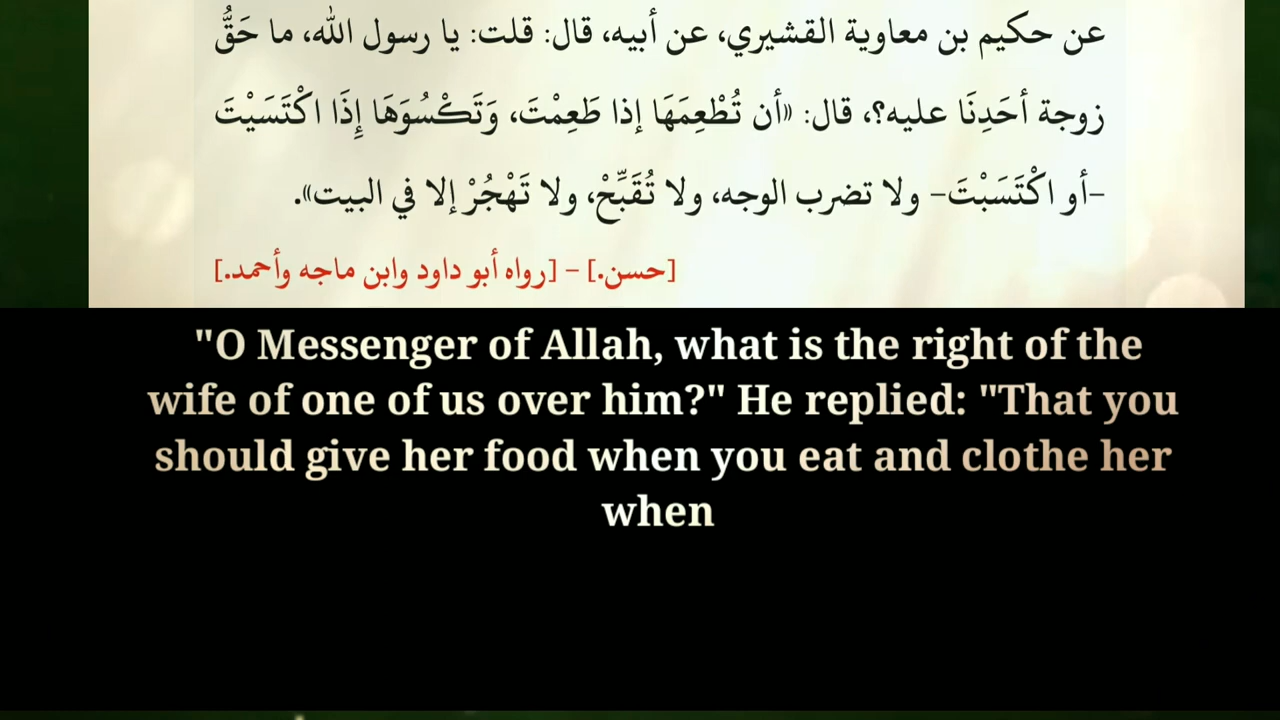 عن حكيم بن معاوية القشيري، عن أبيه، قال: قلت: يا رسول الله، ما حَقُّ
زوجة أحَدِنَا عليه؟، قال: «أن تُطْعِمَهَا إذا طَعِمْتَ، وَتَكْسُوَهَا إِذَا اكْتَسَيْتَ
-أو اكْتَسَبْتَ- ولا تضرب الوجه، ولا تُقَبِّحْ، ولا تَهْجُرْ إلا في البيت».
[حسن.] - [رواه أبو داود وابن ماجه وأحمد.]
"O Messenger of Allah, what is the right of the
wife of one of us over him?" He replied: "That you
should give her food when you eat and clothe her
when